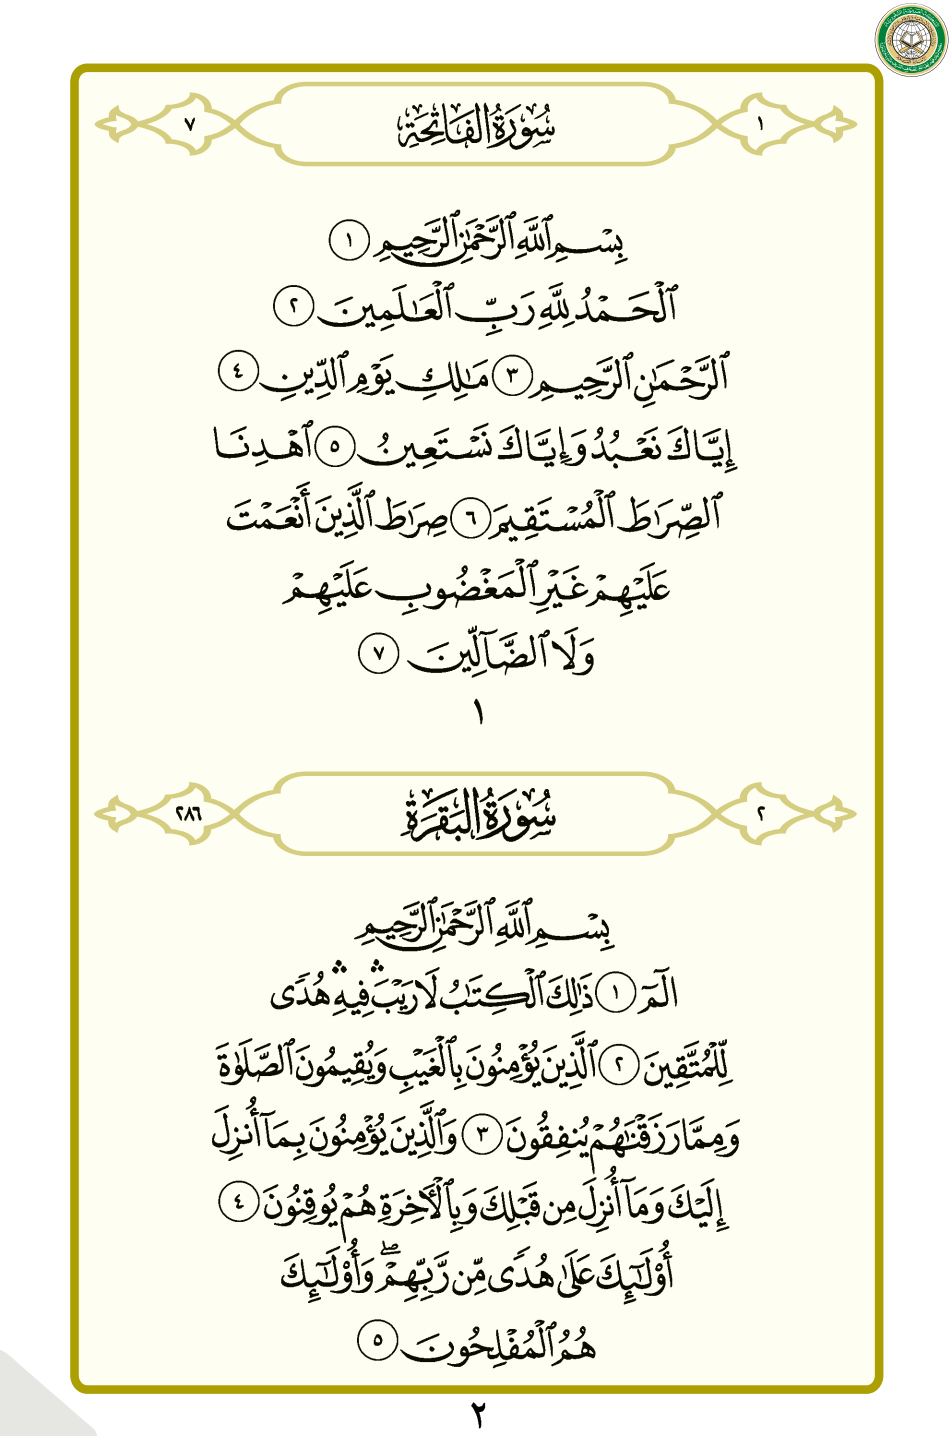 ١ سُورَةُ الفَاتِحَةِ ٧
بِسۡمِ ٱللَّهِ ٱلرَّحۡمَٰنِ ٱلرَّحِيمِ ١
ٱلۡحَمۡدُ لِلَّهِ رَبِّ ٱلۡعَٰلَمِينَ ٢
ٱلرَّحۡمَٰنِ ٱلرَّحِيمِ ٣ مَٰلِكِ يَوۡمِ ٱلدِّينِ ٤
إِيَّاكَ نَعۡبُدُ وَإِيَّاكَ نَسۡتَعِينُ ٥ ٱهۡدِنَا
ٱلصِّرَٰطَ ٱلۡمُسۡتَقِيمَ ٦ صِرَٰطَ ٱلَّذِينَ أَنۡعَمۡتَ
عَلَيۡهِمۡ غَيۡرِ ٱلۡمَغۡضُوبِ عَلَيۡهِمۡ
وَلَا ٱلضَّآلِّينَ ٧
١
٢ سُورَةُ البَقَرَةِ ٢٨٦
بِسۡمِ ٱللَّهِ ٱلرَّحۡمَٰنِ ٱلرَّحِيمِ
الٓمٓ ١ ذَٰلِكَ ٱلۡكِتَٰبُ لَا رَيۡبَۛ فِيهِۛ هُدٗى
لِّلۡمُتَّقِينَ ٢ ٱلَّذِينَ يُؤۡمِنُونَ بِٱلۡغَيۡبِ وَيُقِيمُونَ ٱلصَّلَوٰةَ
وَمِمَّا رَزَقۡنَٰهُمۡ يُنفِقُونَ ٣ وَٱلَّذِينَ يُؤۡمِنُونَ بِمَآ أُنزِلَ
إِلَيۡكَ وَمَآ أُنزِلَ مِن قَبۡلِكَ وَبِٱلۡأٓخِرَةِ هُمۡ يُوقِنُونَ ٤
أُوْلَٰٓئِكَ عَلَىٰ هُدٗى مِّن رَّبِّهِمۡۖ وَأُوْلَٰٓئِكَ
هُمُ ٱلۡمُفۡلِحُونَ ٥
٢